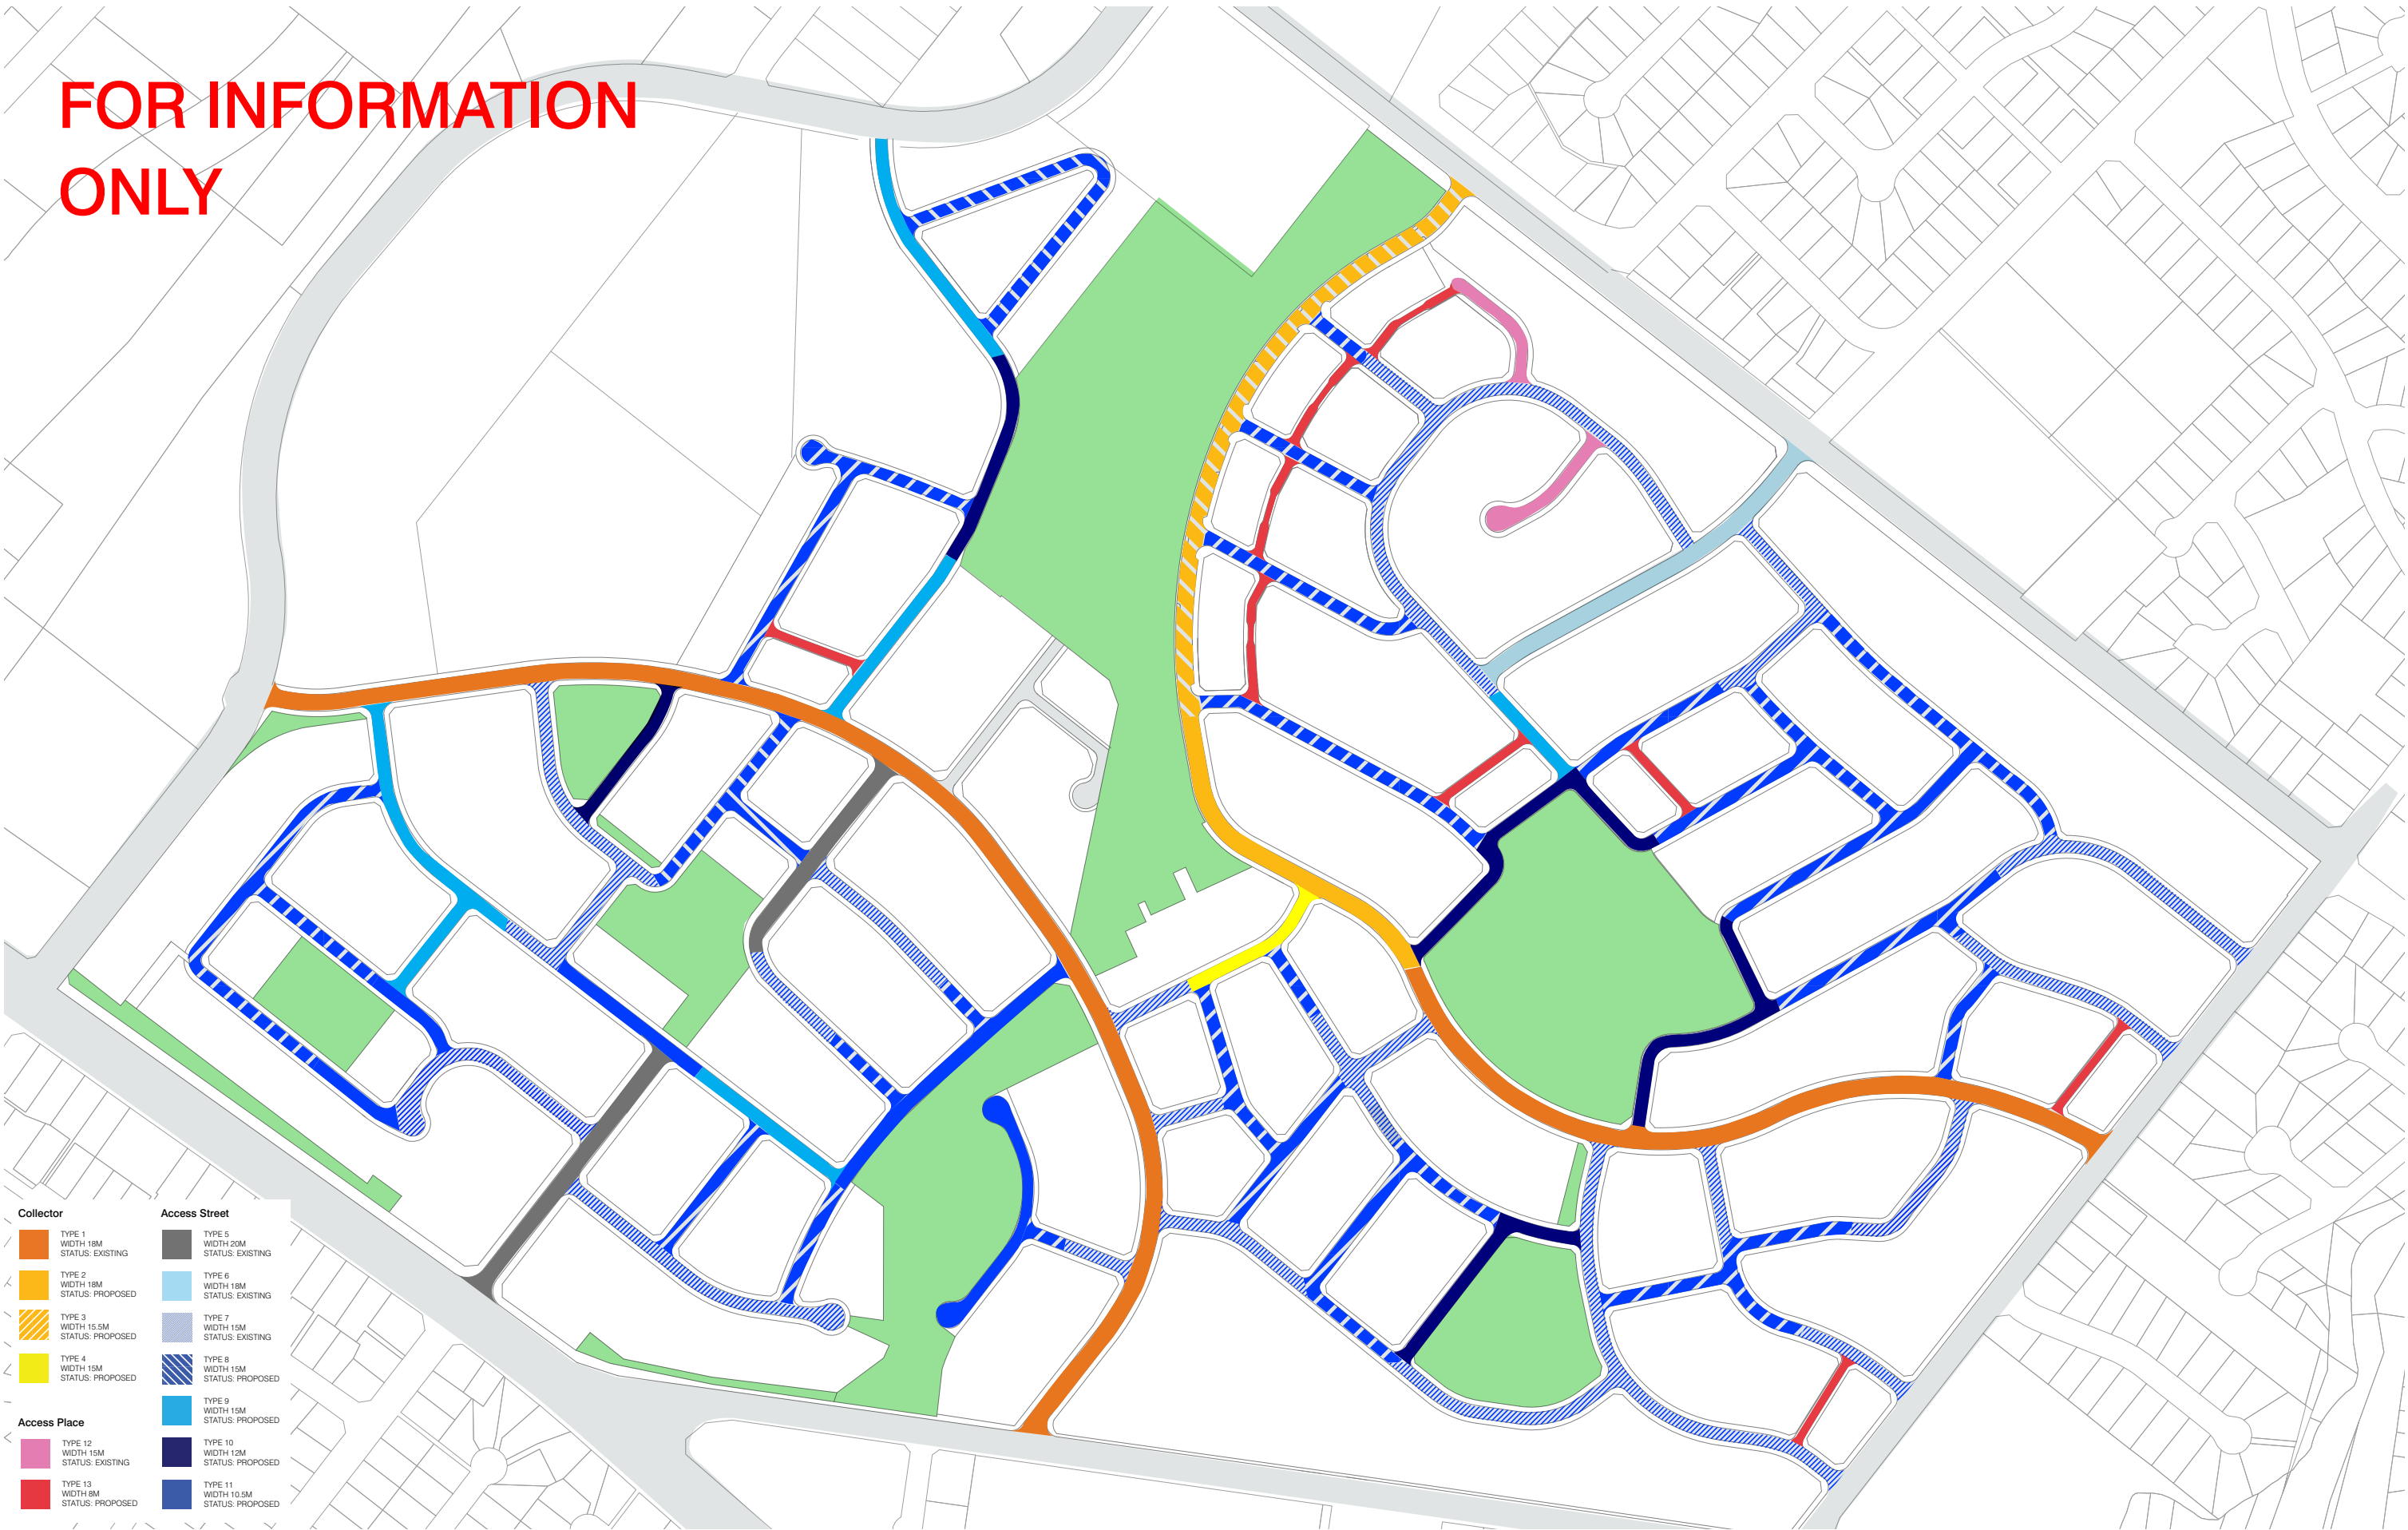 FOR INFORMATION
ONLY
Collector
TYPE 1
WIDTH 18M
STATUS: EXISTING
TYPE 2
WIDTH 18M
STATUS: PROPOSED
TYPE 3
WIDTH 15.5M
STATUS: PROPOSED
TYPE 4
WIDTH 15M
STATUS: PROPOSED
Access Place
TYPE 12
WIDTH 15M
STATUS: EXISTING
TYPE 13
WIDTH 8M
STATUS: PROPOSED
Access Street
TYPE 5
WIDTH 20M
STATUS: EXISTING
TYPE 6
WIDTH 18M
STATUS: EXISTING
TYPE 7
WIDTH 15M
STATUS: EXISTING
TYPE 8
WIDTH 15M
STATUS: PROPOSED
TYPE 9
WIDTH 15M
STATUS: PROPOSED
TYPE 10
WIDTH 12M
STATUS: PROPOSED
TYPE 11
WIDTH 10.5M
STATUS: PROPOSED